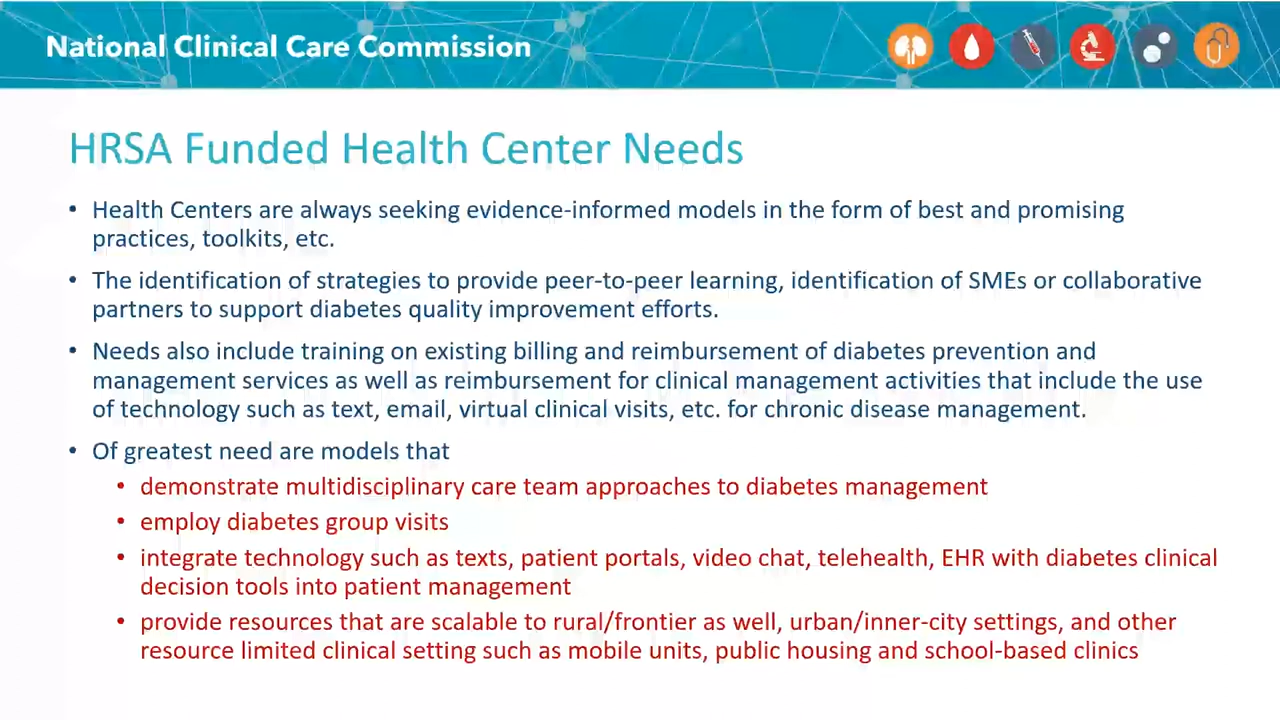 National Clinical Care Commission
HRSA Funded Health Center Needs
• Health Centers are always seeking evidence-informed models in the form of best and promising
practices, toolkits, etc.
• The identification of strategies to provide peer-to-peer learning, identification of SMEs or collaborative
partners to support diabetes quality improvement efforts.
• Needs also include training on existing billing and reimbursement of diabetes prevention and
management services as well as reimbursement for clinical management activities that include the use
of technology such as text, email, virtual clinical visits, etc. for chronic disease management.
• Of greatest need are models that
• demonstrate multidisciplinary care team approaches to diabetes management
• employ diabetes group visits
• integrate technology such as texts, patient portals, video chat, telehealth, EHR with diabetes clinical
decision tools into patient management
• provide resources that are scalable to rural/frontier as well, urban/inner-city settings, and other
resource limited clinical setting such as mobile units, public housing and school-based clinics